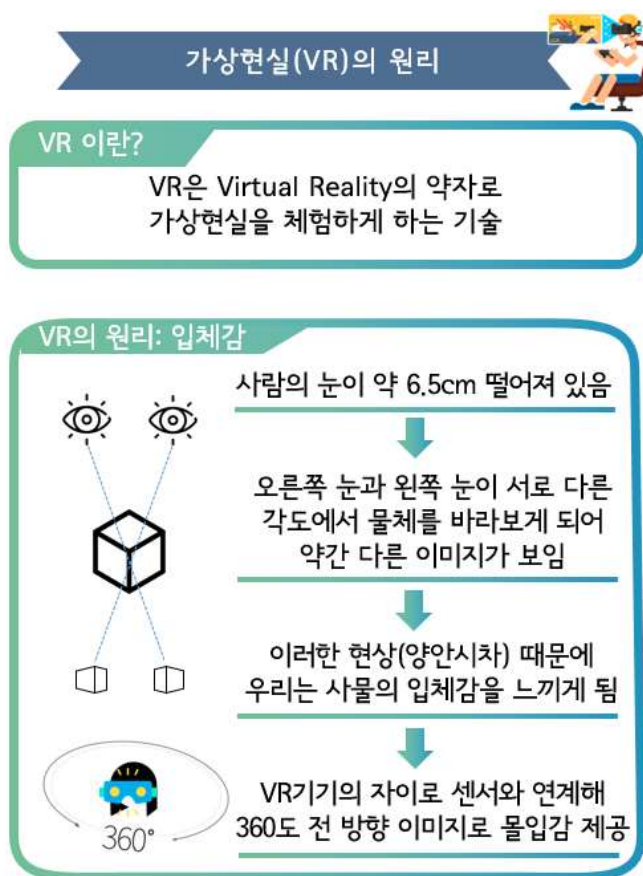 가상현실(VR)의 원리
VR 이란?
VR은 Virtual Reality의 약자로
가상현실을 체험하게 하는 기술
VR의 원리: 입체감
사람의 눈이 약 6.5cm 떨어져 있음
오른쪽 눈과 왼쪽 눈이 서로 다른
각도에서 물체를 바라보게 되어
약간 다른 이미지가 보임
이러한 현상(양안시차) 때문에
우리는 사물의 입체감을 느끼게 됨
360°
VR기기의 자이로 센서와 연계해
360도 전 방향 이미지로 몰입감 제공